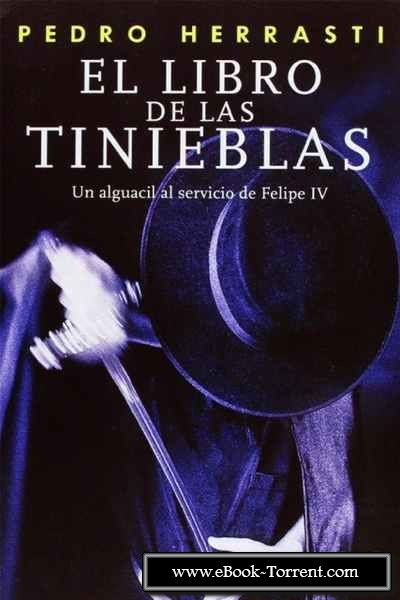 PEDRO HERRASTI
EL LIBRO
DE LAS
TINIEBLAS
Un alguacil al servicio de Felipe IV
www.eBook-Torrent.com